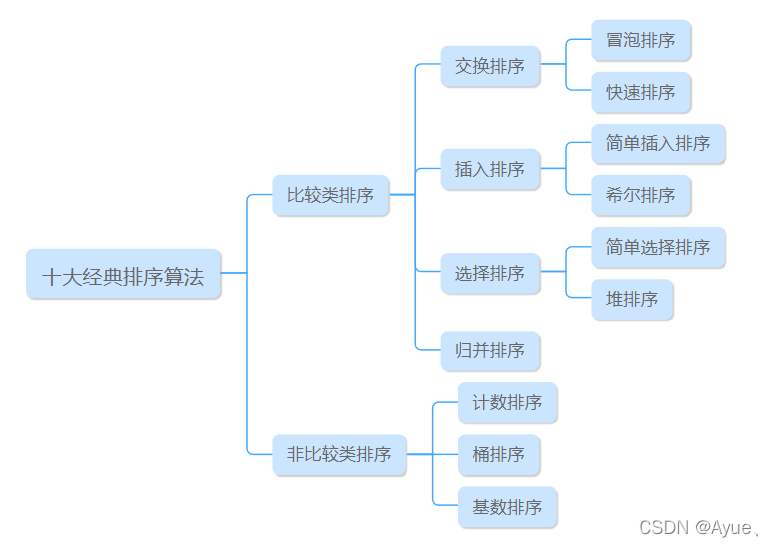 十大经典排序算法
比较类排序
交换排序
冒泡排序
快速排序
插入排序
简单插入排序
希尔排序
选择排序
简单选择排序
堆排序
归并排序
非比较类排序
计数排序
桶排序
基数排序
CSDN @Ayue、